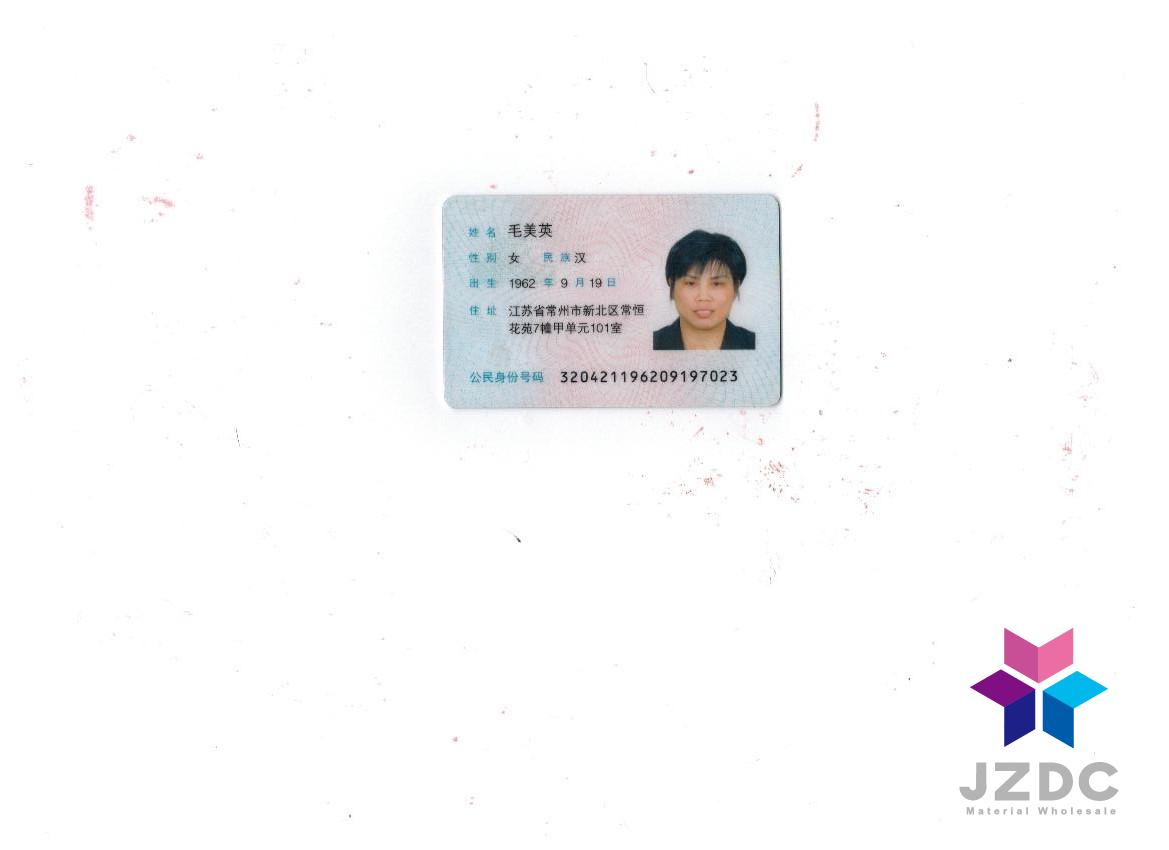 姓名 毛美英
性别 女 民族 汉
出生 1962 年 9 月 19 日
住址 江苏省常州市新北区常恒
花苑7幢甲单元101室
公民身份号码 320421196209197023
JZDC
Material Wholesale